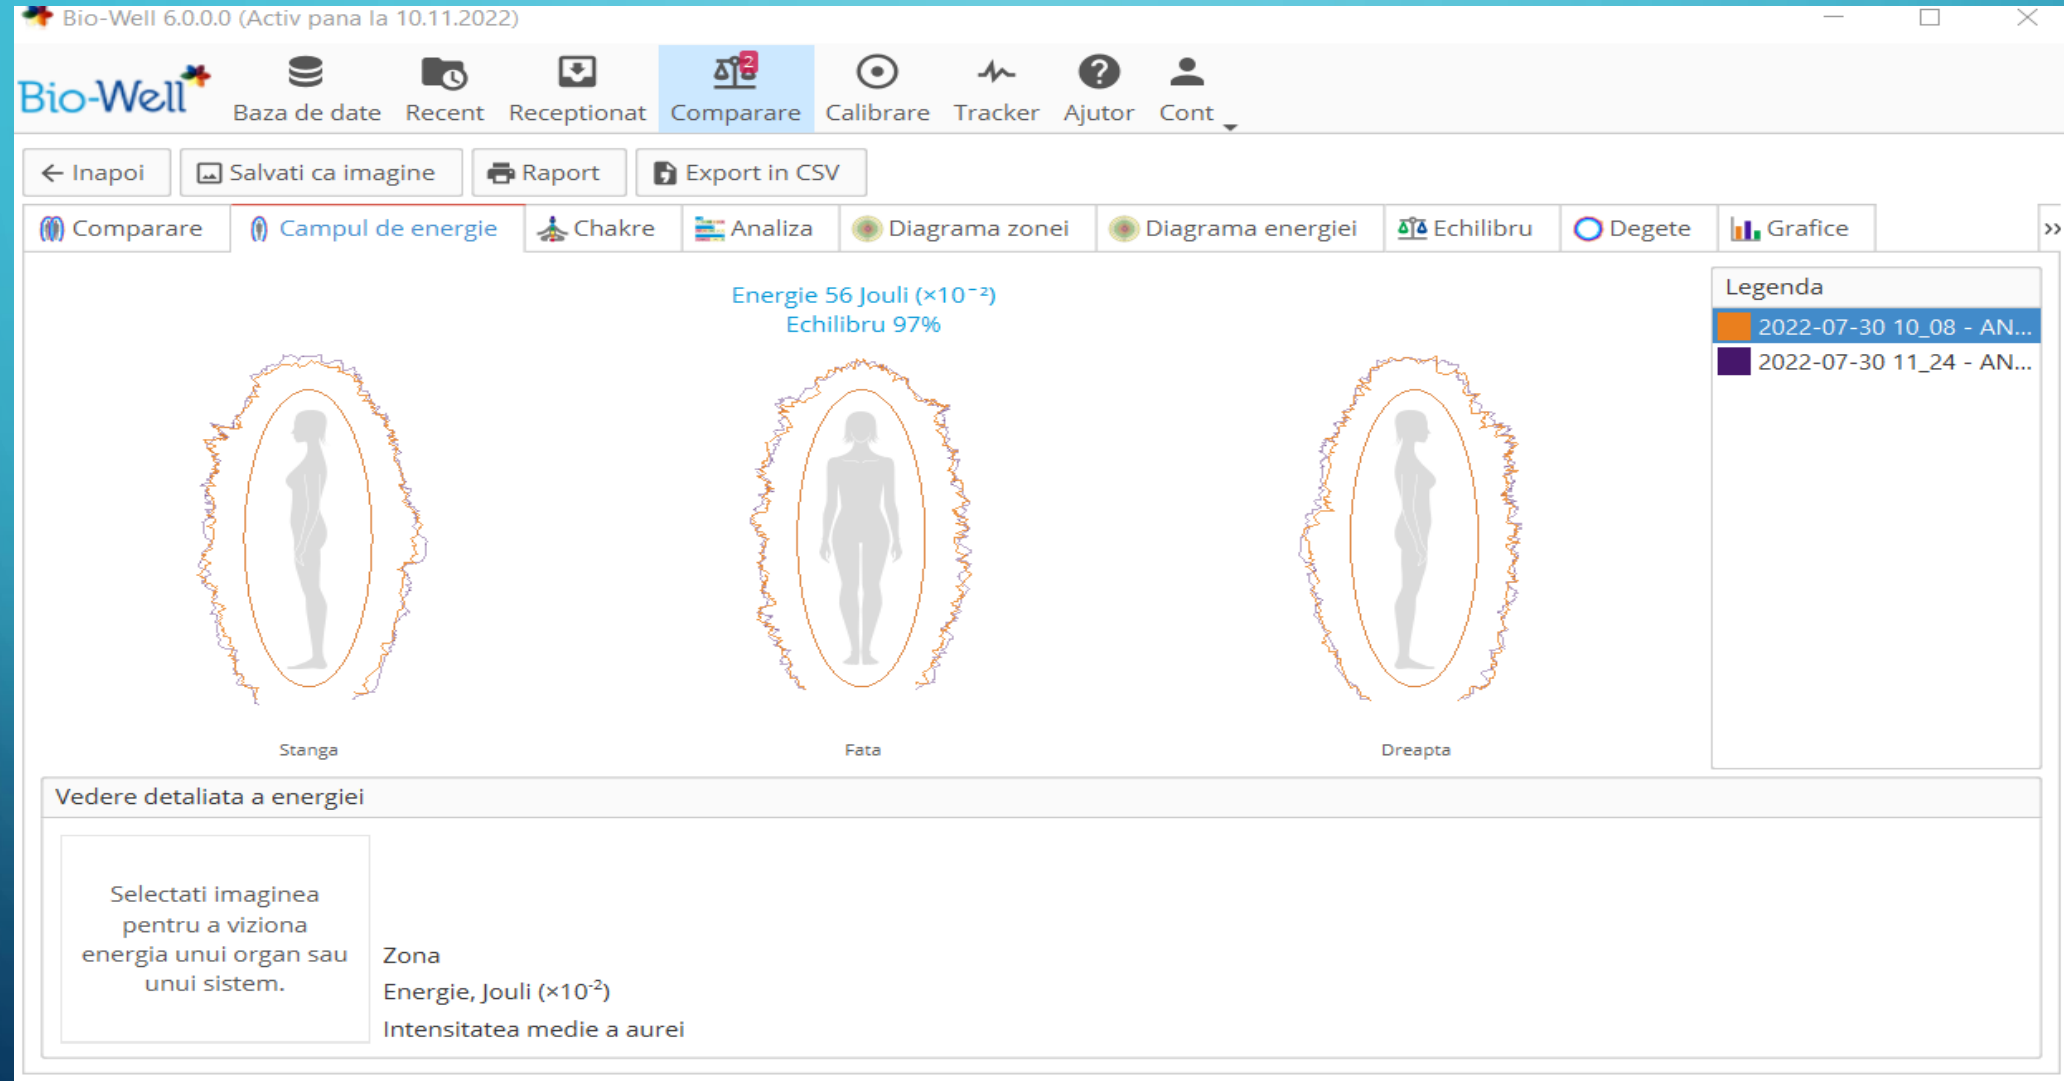 Bio-Well 6.0.0.0 (Activ pana la 10.11.2022)
Bio-Well
Baza de date
Recent
Receptionat
2
Comparare
Calibrare
Tracker
?
Ajutor
Cont
Inapoi
Salvati ca imagine
Raport
Export in CSV
Comparare
Campul de energie
Chakre
Analiza
Diagrama zonei
Diagrama energiei
Echilibru
Degete
Grafice
»
Energie 56 Jouli (×10⁻²)
Echilibru 97%
Legenda
2022-07-30 10_08 - AN...
2022-07-30 11_24 - AN...
Stanga
Fata
Dreapta
Vedere detaliata a energiei
Selectati imaginea
pentru a viziona
energia unui organ sau
unui sistem.
Zona
Energie, Jouli (×10⁻²)
Intensitatea medie a aurei